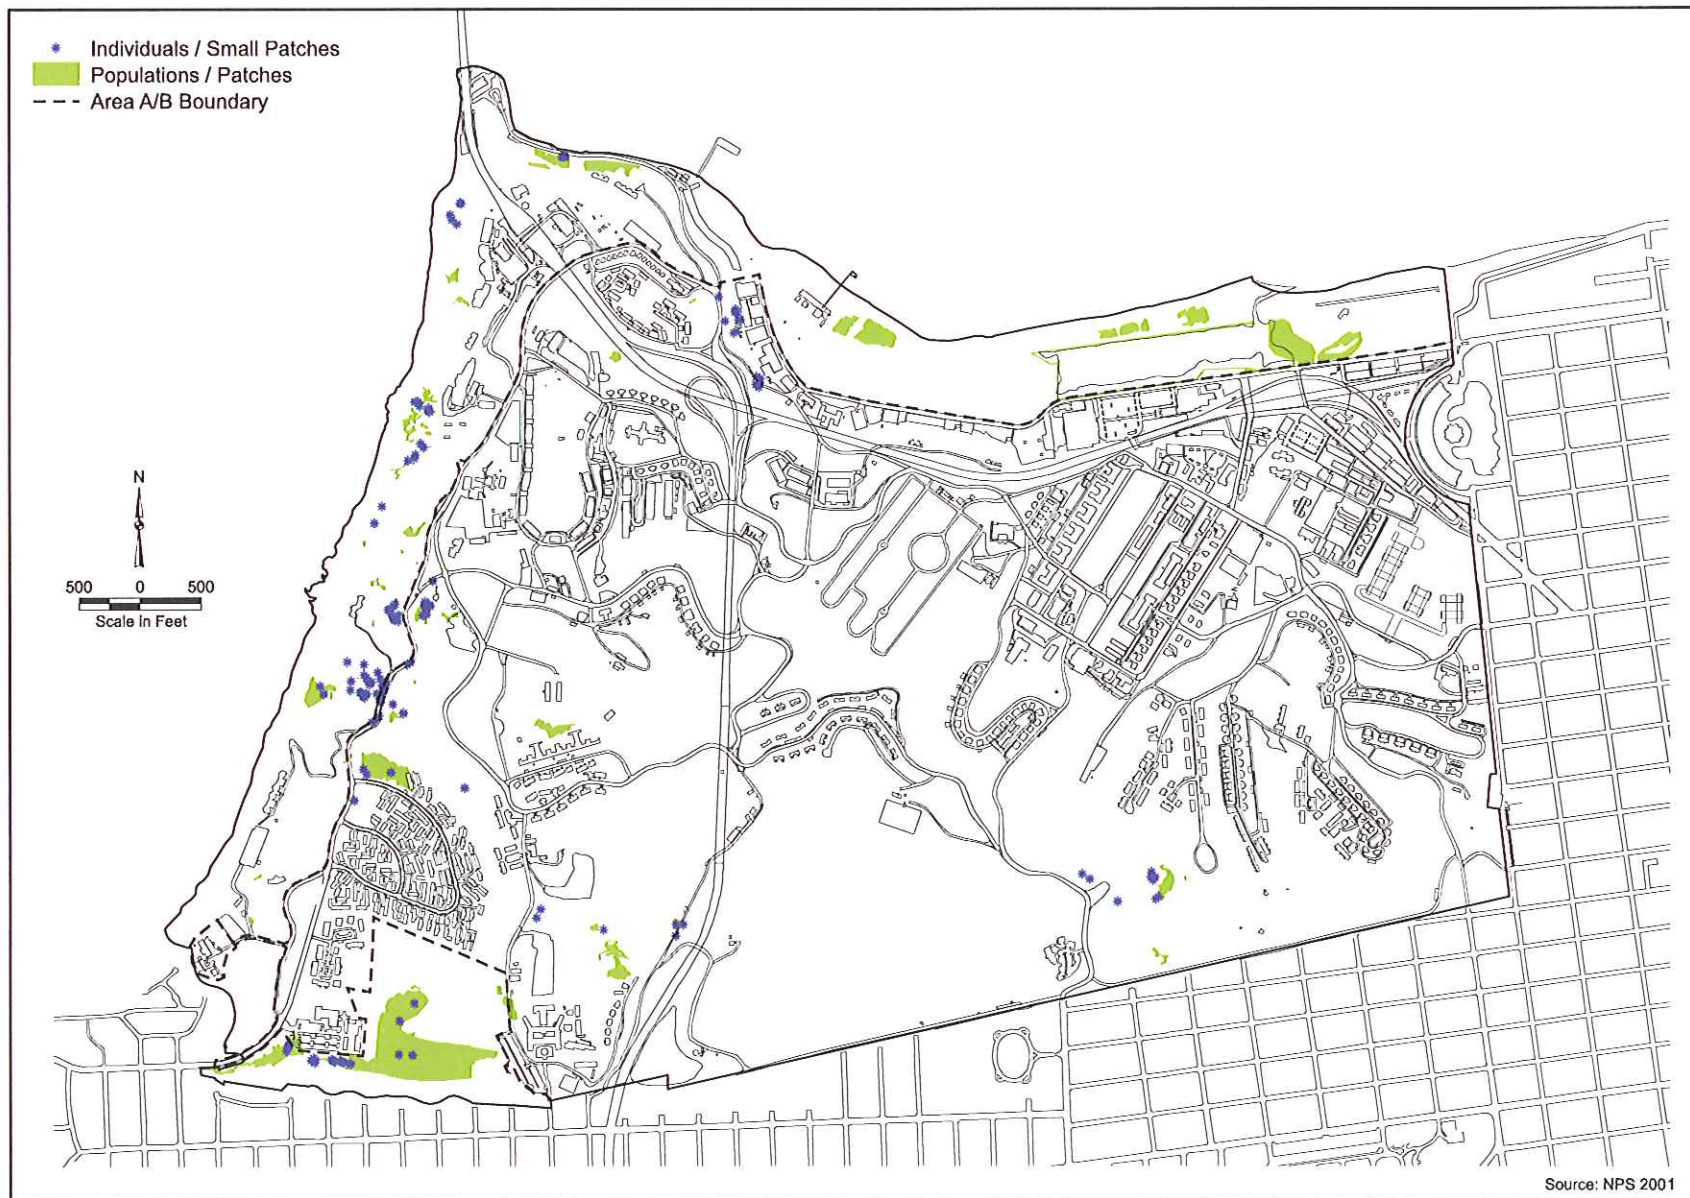 Individuals / Small Patches
Populations / Patches
Area A/B Boundary
N
500 0 500
Scale in Feet
Source: NPS 2001